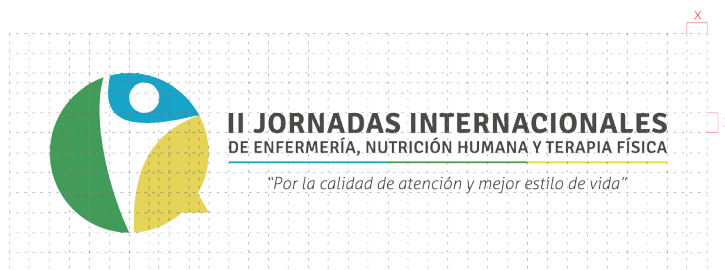 X
II JORNADAS INTERNACIONALES
DE ENFERMERÍA, NUTRICIÓN HUMANA Y TERAPIA FÍSICA
"Por la calidad de atención y mejor estilo de vida"